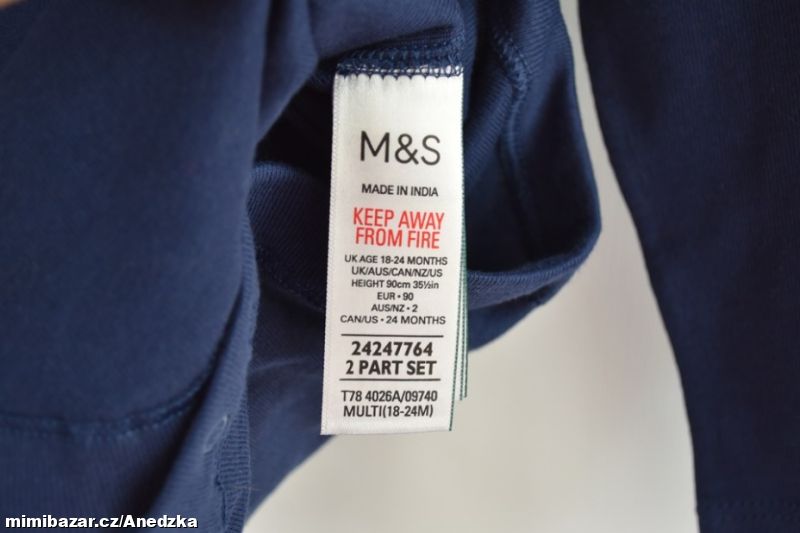 M&S
MADE IN INDIA
KEEP AWAY
FROM FIRE
UK AGE 18-24 MONTHS
UK/AUS/CAN/NZ/US
HEIGHT 90cm 35½in
EUR • 90
AUS/NZ • 2
CAN/US • 24 MONTHS
24247764
2 PART SET
T78 4026A/09740
MULTI(18-24M)
mimibazar.cz/Anedzka